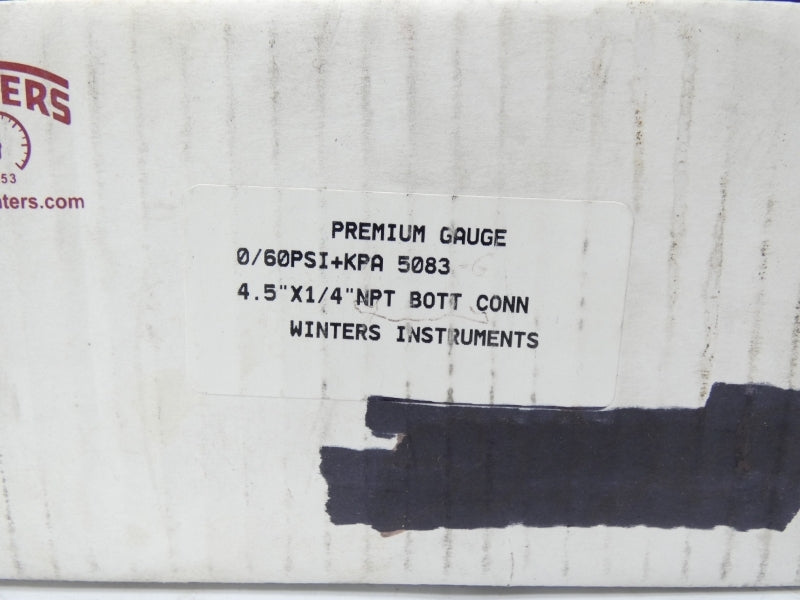 ERS
53
ters.com
PREMIUM GAUGE
0/60PSI+KPA 5083
4.5"X1/4"NPT BOTT CONN
WINTERS INSTRUMENTS